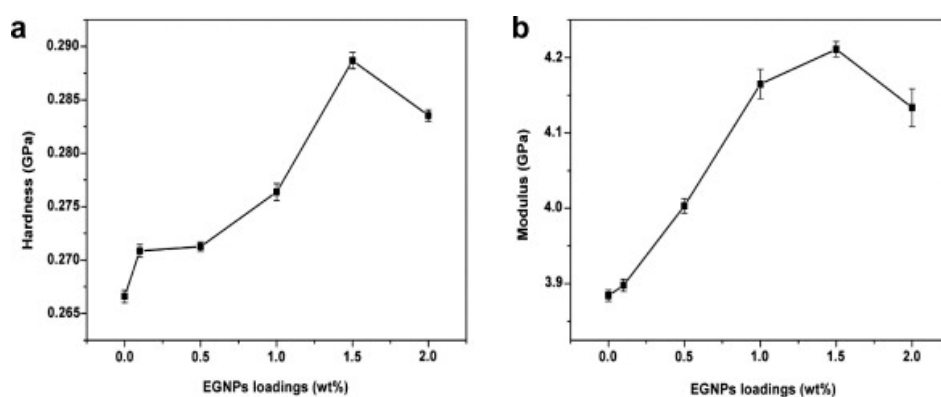 a
0.290
0.285
0.280
0.275
0.270
0.265
Hardness (GPa)
0.0 0.5 1.0 1.5 2.0
EGNPs loadings (wt%)
b
4.2
4.1
4.0
3.9
Modulus (GPa)
0.0 0.5 1.0 1.5 2.0
EGNPs loadings (wt%)